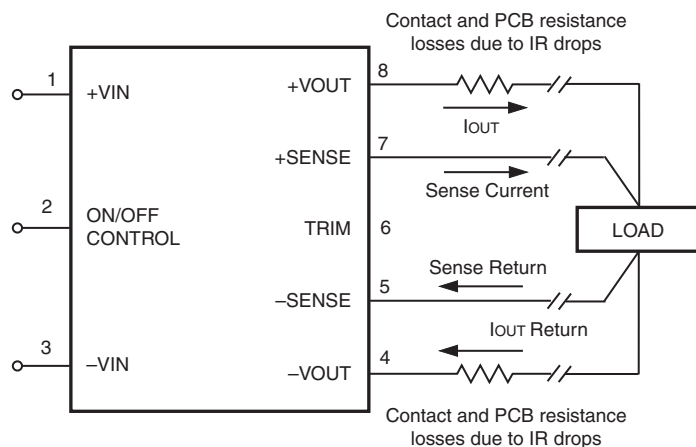 Contact and PCB resistance
losses due to IR drops
1
+VIN
+VOUT
8
IOUT
+SENSE
7
Sense Current
2
ON/OFF
CONTROL
TRIM
6
LOAD
Sense Return
–SENSE
5
IOUT Return
3
–VIN
–VOUT
4
Contact and PCB resistance
losses due to IR drops